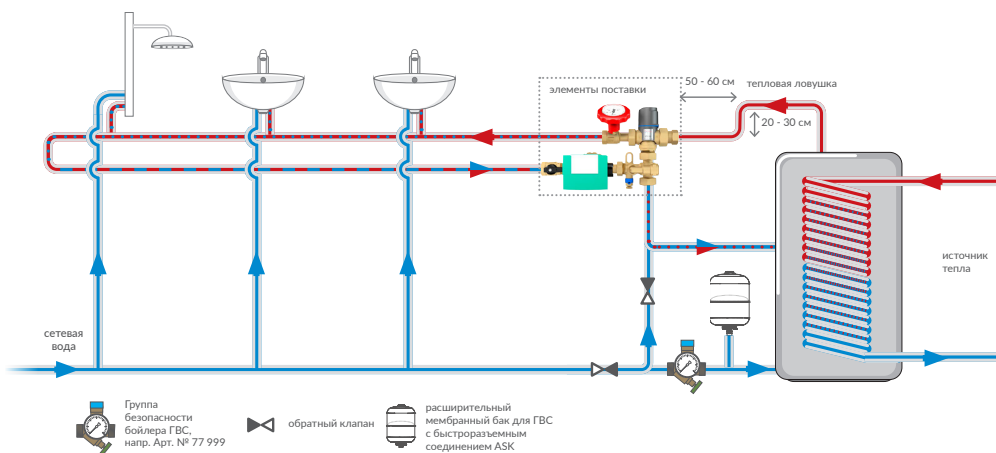 элементы поставки
50 - 60 см
тепловая ловушка
20 - 30 см
источник
тепла
сетевая
вода
Группа
безопасности
бойлера ГВС,
напр. Арт. № 77 999
обратный клапан
расширительный
мембранный бак для ГВС
с быстроразъемным
соединением ASK